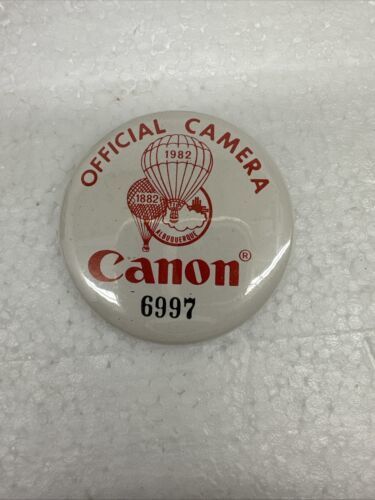 OFFICIAL CAMERA
1982
1882
ALBUQUERQUE
Canon®
6997